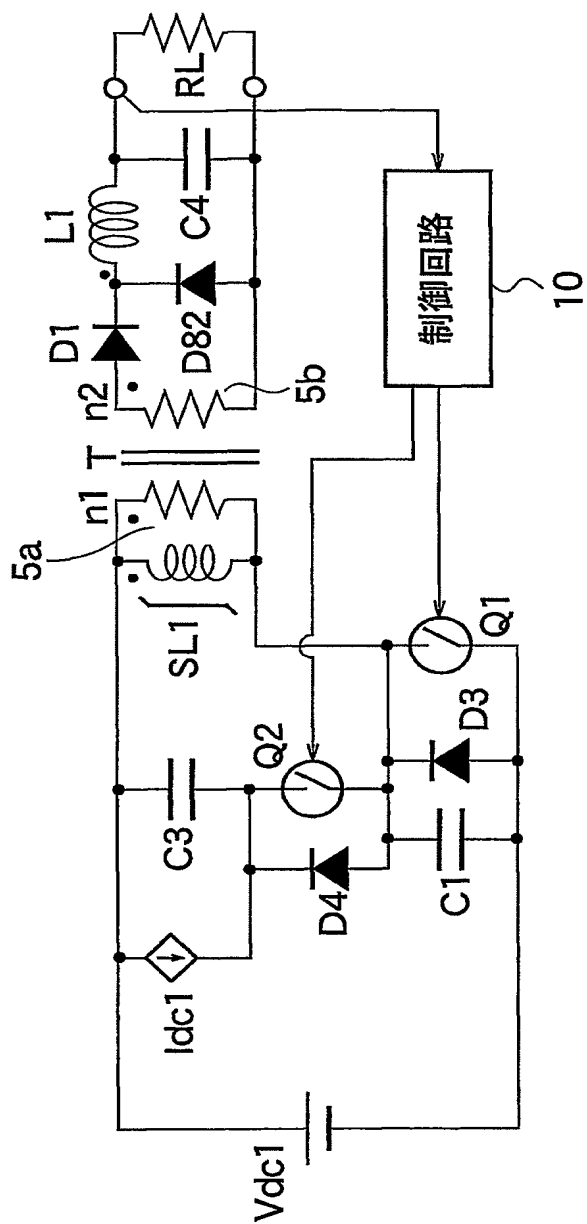 Vdc1
Idc1
C3
D4
C1
Q2
D3
Q1
SL1
5a
n1
T
n2
5b
D1
D82
L1
C4
RL
制御回路
10